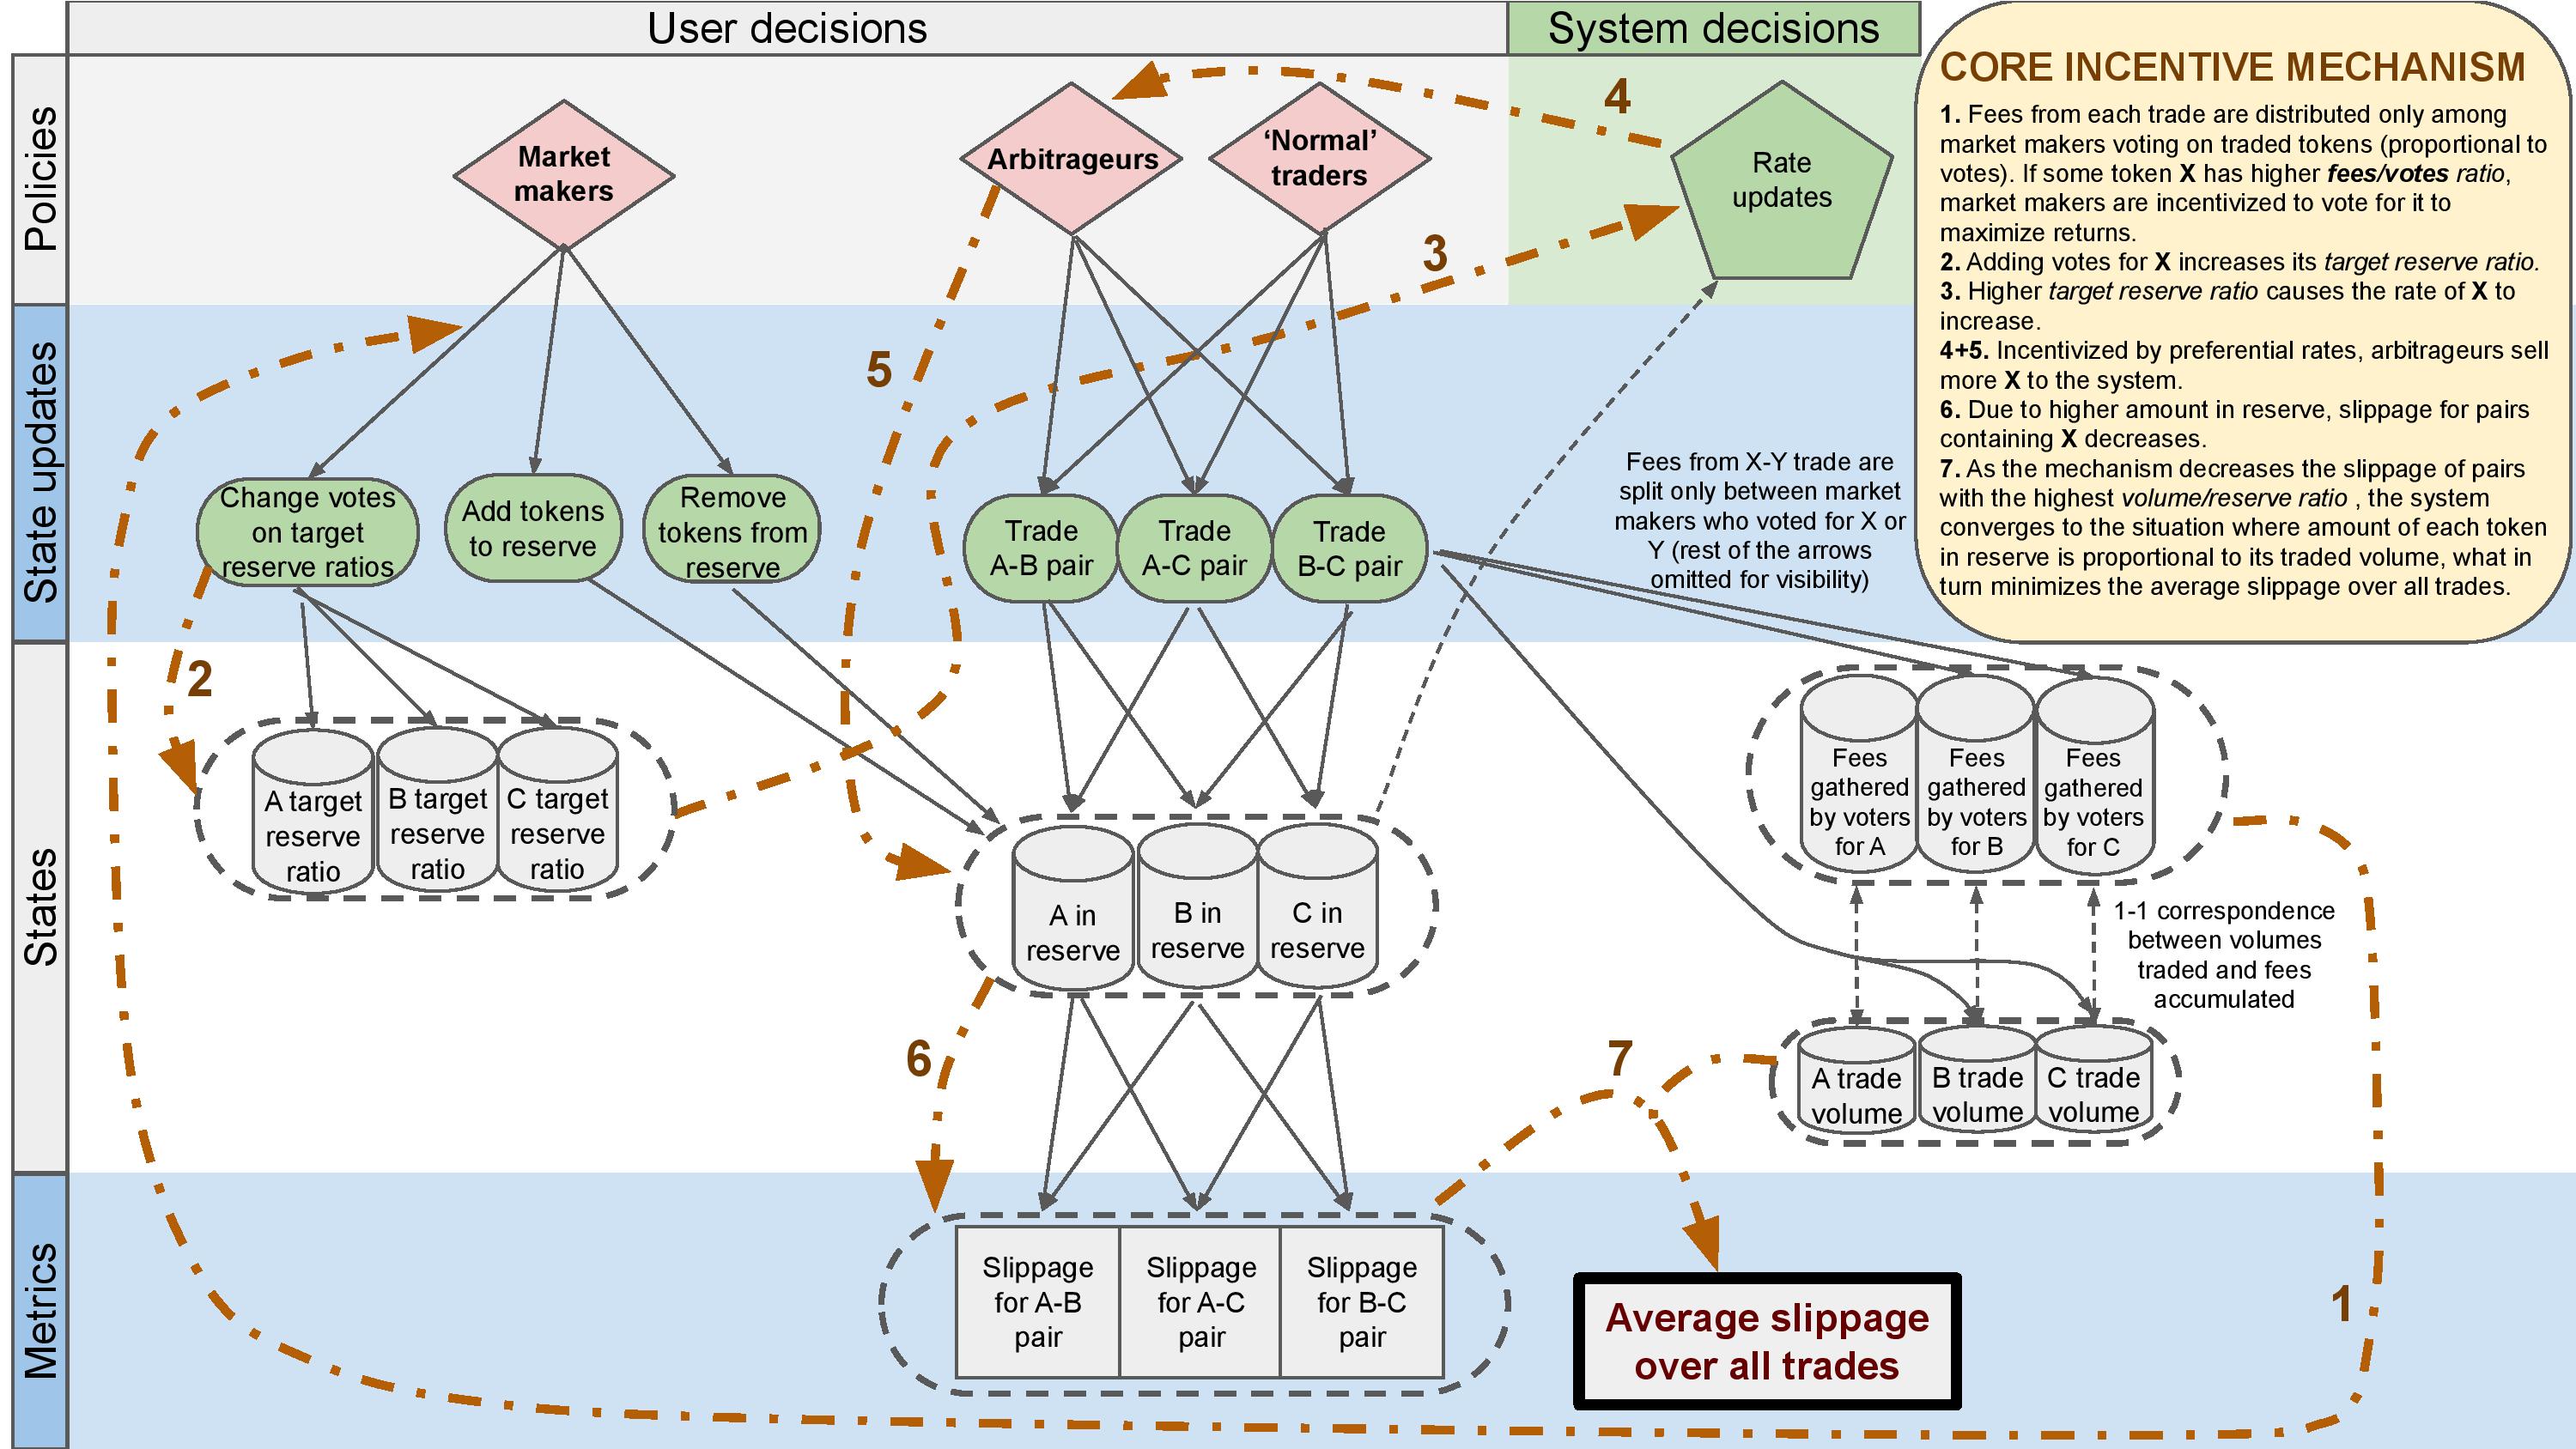 User decisions
System decisions
Policies
State updates
States
Metrics
Market
makers
Arbitrageurs
‘Normal’
traders
Rate
updates
4
3
5
2
6
7
1
Change votes
on target
reserve ratios
Add tokens
to reserve
Remove
tokens from
reserve
Trade
A-B pair
Trade
A-C pair
Trade
B-C pair
Fees from X-Y trade are
split only between market
makers who voted for X or
Y (rest of the arrows
omitted for visibility)
A target
reserve
ratio
B target
reserve
ratio
C target
reserve
ratio
A in
reserve
B in
reserve
C in
reserve
Fees
gathered
by voters
for A
Fees
gathered
by voters
for B
Fees
gathered
by voters
for C
1-1 correspondence
between volumes
traded and fees
accumulated
A trade
volume
B trade
volume
C trade
volume
Slippage
for A-B
pair
Slippage
for A-C
pair
Slippage
for B-C
pair
Average slippage
over all trades
CORE INCENTIVE MECHANISM
1. Fees from each trade are distributed only among
market makers voting on traded tokens (proportional to
votes). If some token X has higher fees/votes ratio,
market makers are incentivized to vote for it to
maximize returns.
2. Adding votes for X increases its target reserve ratio.
3. Higher target reserve ratio causes the rate of X to
increase.
4+5. Incentivized by preferential rates, arbitrageurs sell
more X to the system.
6. Due to higher amount in reserve, slippage for pairs
containing X decreases.
7. As the mechanism decreases the slippage of pairs
with the highest volume/reserve ratio , the system
converges to the situation where amount of each token
in reserve is proportional to its traded volume, what in
turn minimizes the average slippage over all trades.